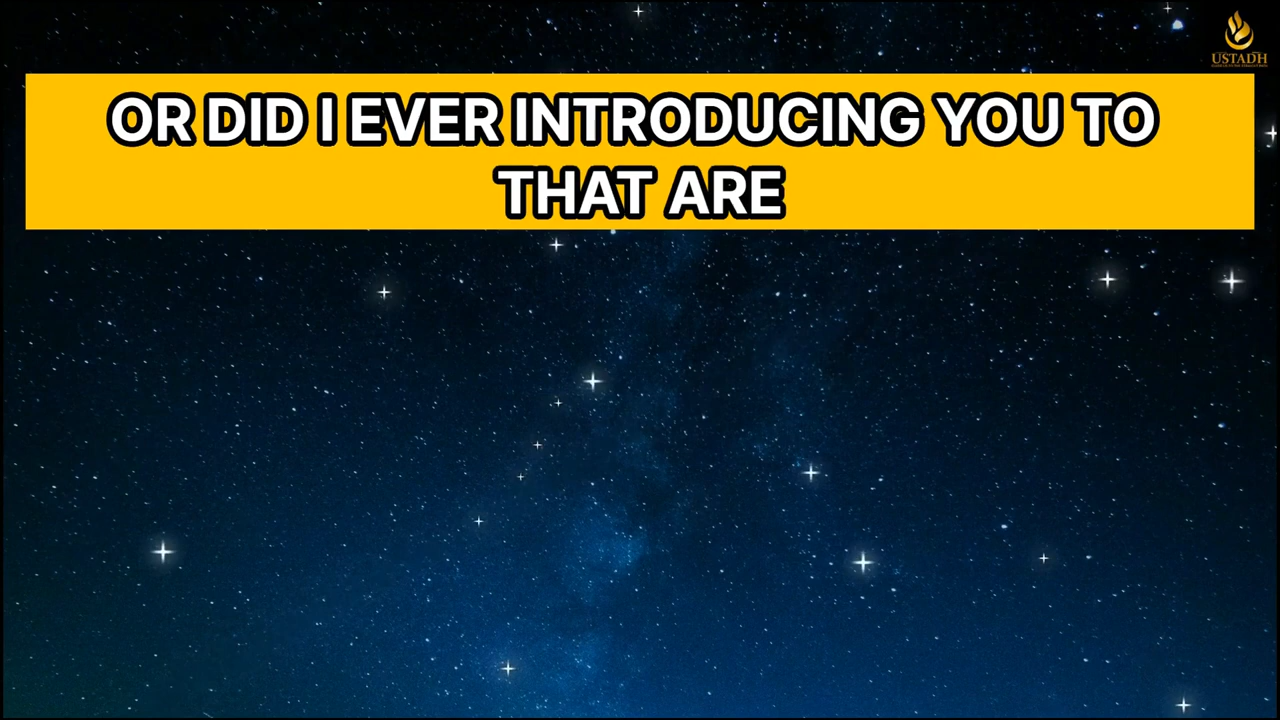 USTADH
OR DID I EVER INTRODUCING YOU TO
THAT ARE